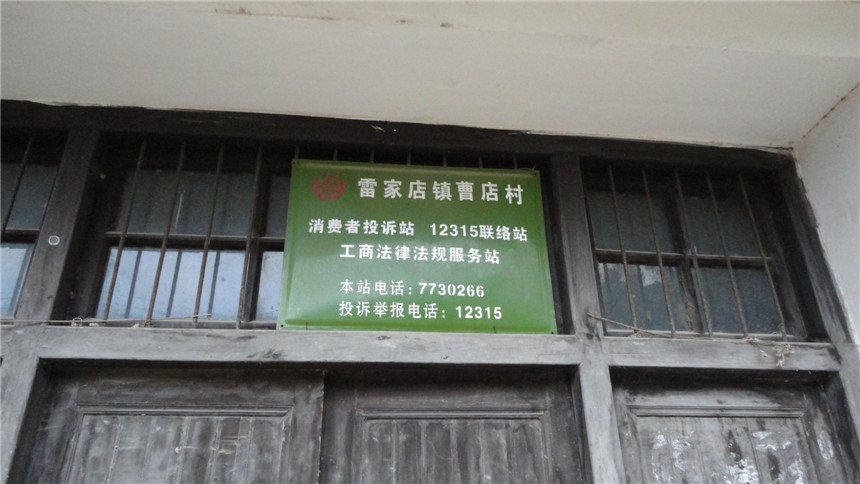 雷家店镇曹店村
消费者投诉站 12315联络站
工商法律法规服务站
本站电话：7730266
投诉举报电话：12315